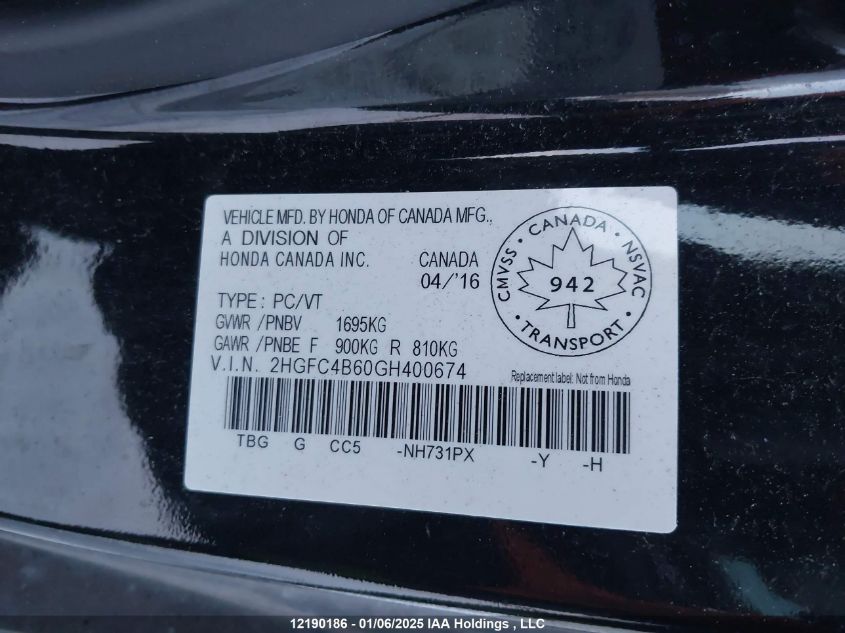 VEHICLE MFD. BY HONDA OF CANADA MFG.,
A DIVISION OF
HONDA CANADA INC. CANADA
04/'16
TYPE : PC/VT
GVWR /PNBV 1695KG
GAWR /PNBE F 900KG R 810KG
V.I.N. 2HGFC4B60GH400674
CMVSS • CANADA • NSVAC
942
• TRANSPORT •
Replacement label: Not from Honda
TBG G CC5 -NH731PX -Y -H
12190186 - 01/06/2025 IAA Holdings , LLC